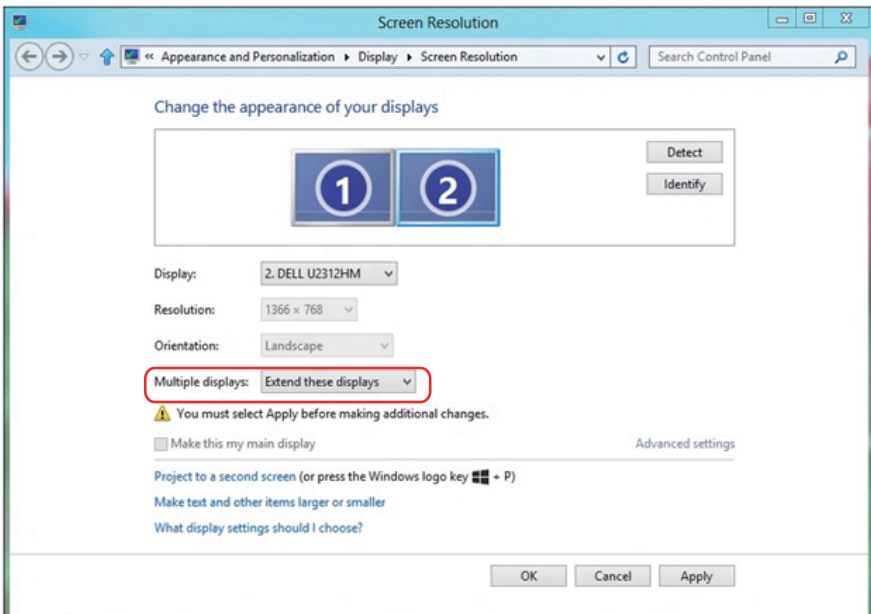 Screen Resolution
« Appearance and Personalization ▸ Display ▸ Screen Resolution
Search Control Panel
Change the appearance of your displays
1 2
Detect
Identify
Display: 2. DELL U2312HM
Resolution: 1366 × 768
Orientation: Landscape
Multiple displays: Extend these displays
You must select Apply before making additional changes.
Make this my main display
Advanced settings
Project to a second screen (or press the Windows logo key + P)
Make text and other items larger or smaller
What display settings should I choose?
OK Cancel Apply